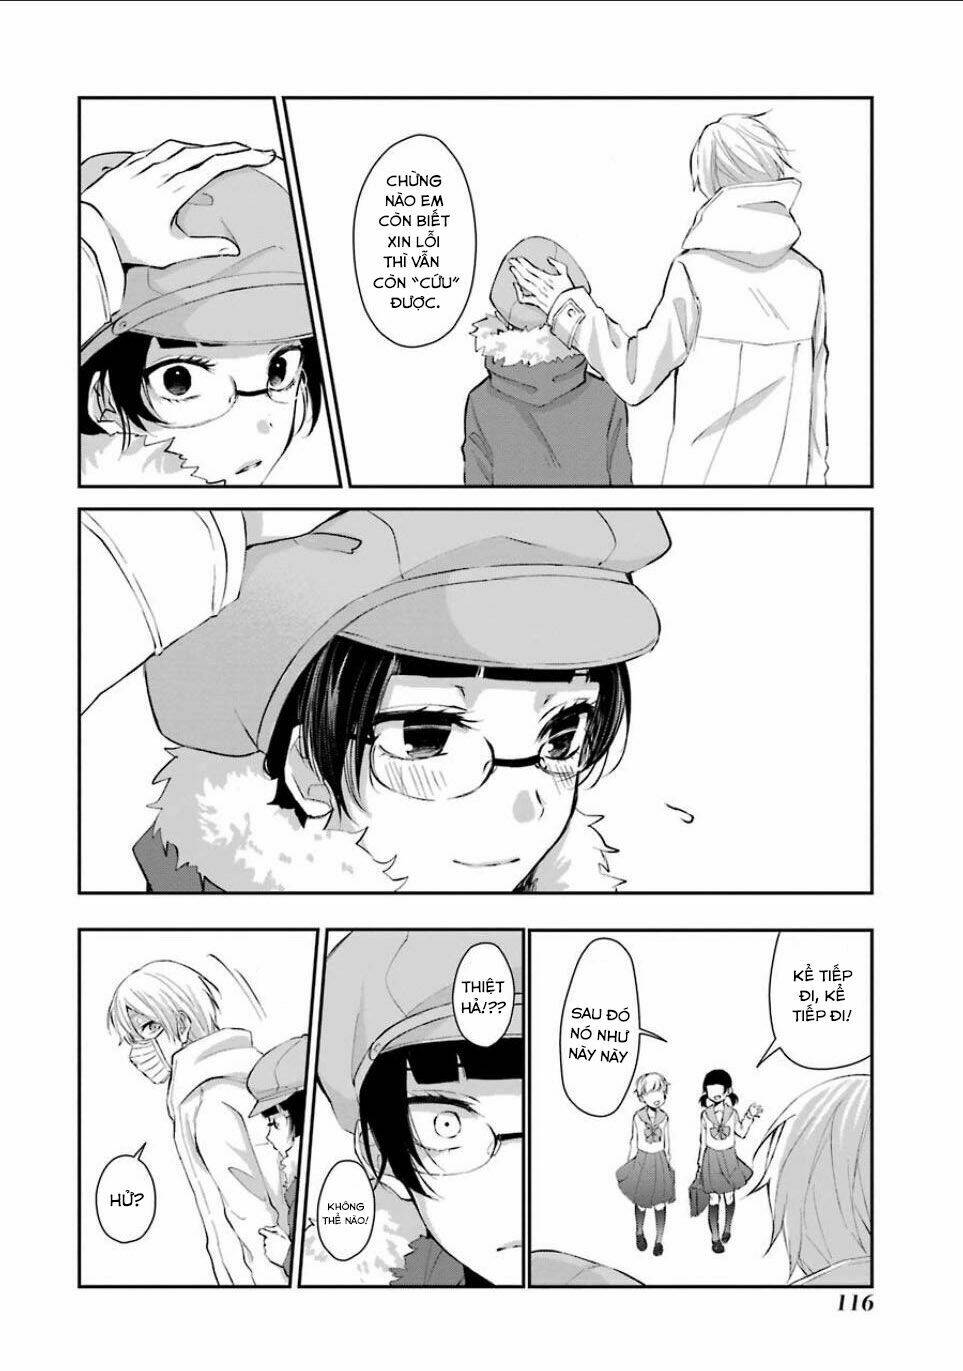 CHỪNG
NÀO EM
CÒN BIẾT
XIN LỖI
THÌ VẪN
CÒN "CỨU"
ĐƯỢC.
KỂ TIẾP
ĐI, KỂ
TIẾP ĐI!
SAU ĐÓ
NÓ NHƯ
NÀY NÀY
THIỆT
HẢ!??
KHÔNG
THỂ NÀO!
HỬ?
116